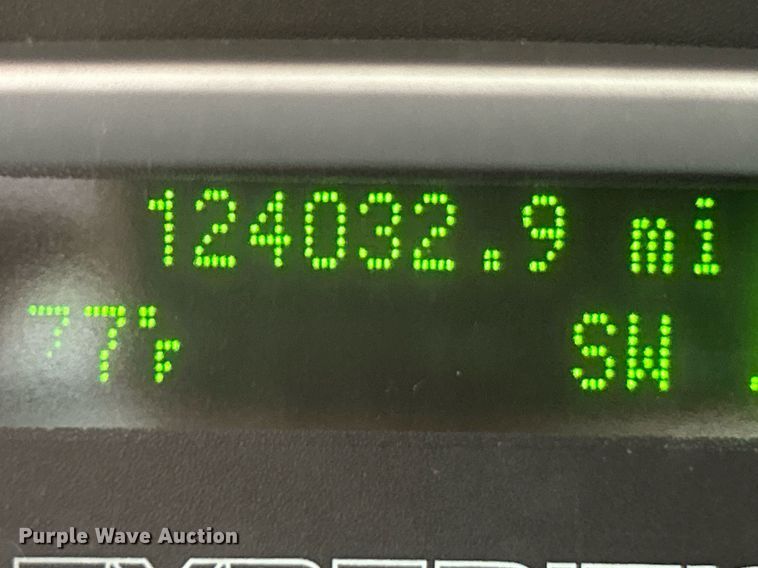 124032.9 mi
77°F SW
Purple Wave Auction